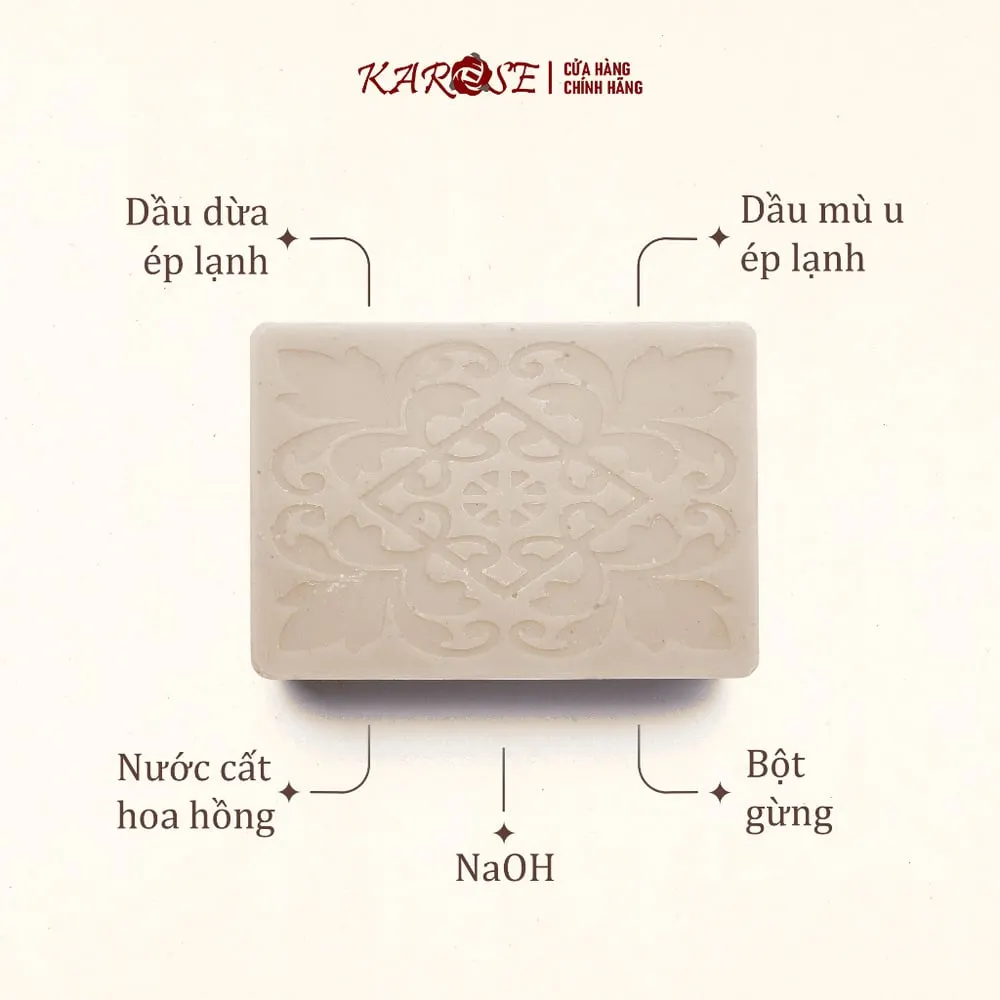 KAROSE
CỬA HÀNG
CHÍNH HÃNG
Dầu dừa
ép lạnh
Dầu mù u
ép lạnh
Nước cất
hoa hồng
Bột
gừng
NaOH